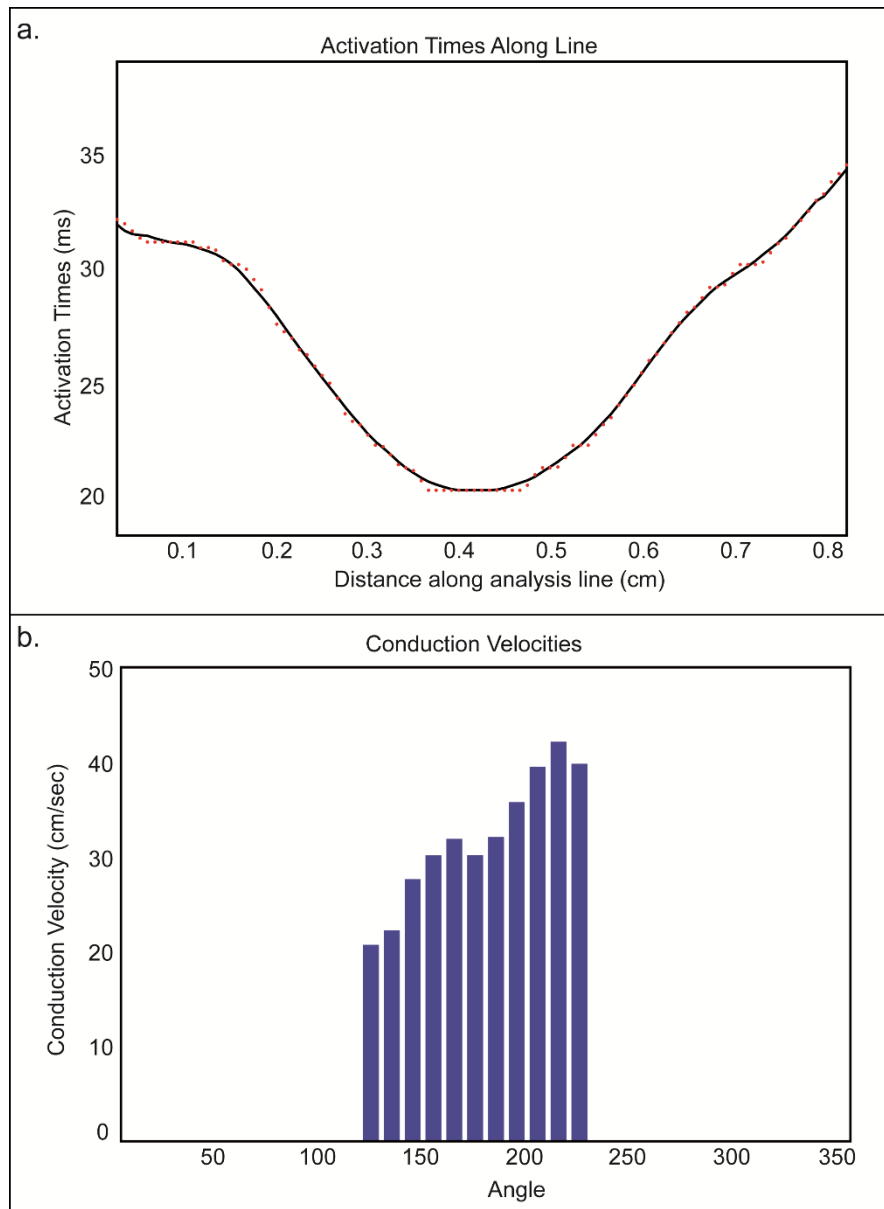 a.
Activation Times Along Line
35
30
25
20
Activation Times (ms)
0.1 0.2 0.3 0.4 0.5 0.6 0.7 0.8
Distance along analysis line (cm)
b.
Conduction Velocities
50
40
30
20
10
0
Conduction Velocity (cm/sec)
50 100 150 200 250 300 350
Angle